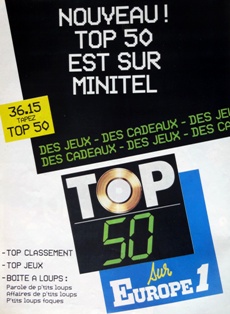 NOUVEAU!
TOP 50
EST SUR
MINITEL
36.15
TAPEZ
TOP 50
DES JEUX - DES CADEAUX - DES JEUX -
DES CADEAUX - DES JEUX - DES CA
TOP
50
sur
EUROPE 1
-TOP CLASSEMENT
-TOP JEUX
-BOITE A LOUPS:
Parole de p'tits loups
Affaires de p'tits loups
P'tits loups foques